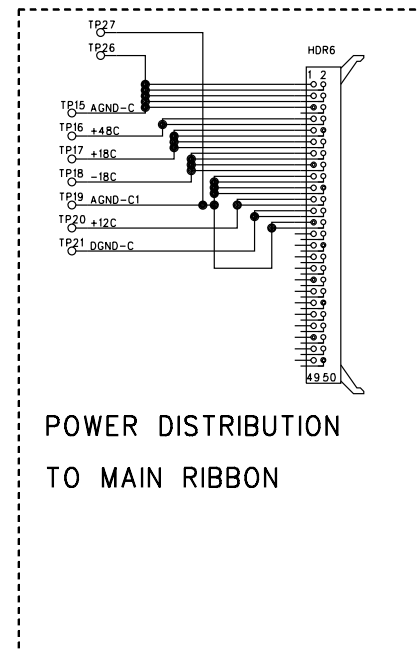 TP27
TP26
HDR6
1 2
TP15 AGND-C
TP16 +48C
TP17 +18C
TP18 -18C
TP19 AGND-C1
TP20 +12C
TP21 DGND-C
49 50
POWER DISTRIBUTION
TO MAIN RIBBON